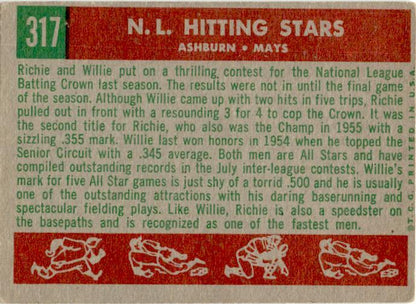 317
N. L. HITTING STARS
ASHBURN • MAYS
Richie and Willie put on a thrilling contest for the National League
Batting Crown last season. The results were not in until the final game
of the season. Although Willie came up with two hits in five trips, Richie
pulled out in front with a resounding 3 for 4 to cop the Crown. It was
the second title for Richie, who also was the Champ in 1955 with a
sizzling .355 mark. Willie last won honors in 1954 when he topped the
Senior Circuit with a .345 average. Both men are All Stars and have
compiled outstanding records in the July inter-league contests. Willie's
mark for five All Star games is just shy of a torrid .500 and he is usually
one of the outstanding performers with his daring baserunning and
spectacular fielding plays. Like Willie, Richie is also a speedster on
the basepaths and is recognized as one of the fastest men.
T.C.G. PRINTED IN U.S.A.